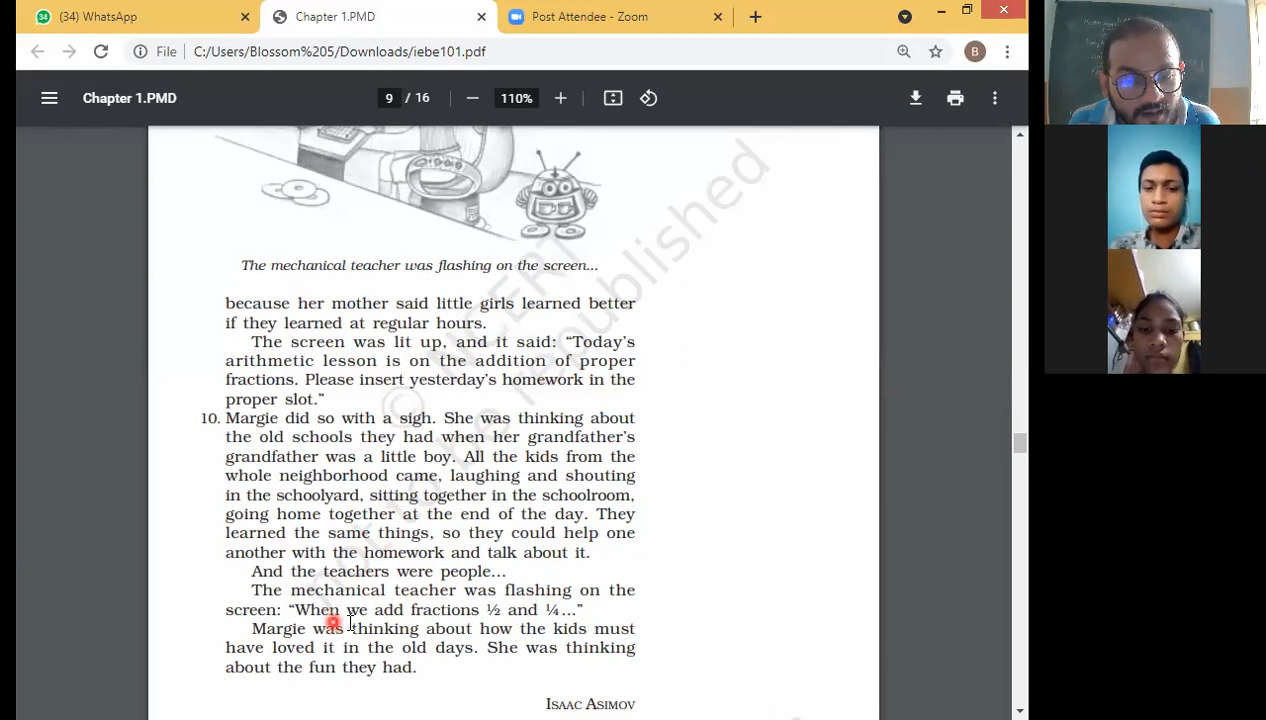 (34) WhatsApp
Chapter 1.PMD
Post Attendee - Zoom
File
C:/Users/Blossom%205/Downloads/iebe101.pdf
B
Chapter 1.PMD
9 / 16
110%
The mechanical teacher was flashing on the screen...
because her mother said little girls learned better
if they learned at regular hours.
The screen was lit up, and it said: “Today’s
arithmetic lesson is on the addition of proper
fractions. Please insert yesterday’s homework in the
proper slot.”
10. Margie did so with a sigh. She was thinking about
the old schools they had when her grandfather’s
grandfather was a little boy. All the kids from the
whole neighborhood came, laughing and shouting
in the schoolyard, sitting together in the schoolroom,
going home together at the end of the day. They
learned the same things, so they could help one
another with the homework and talk about it.
And the teachers were people...
The mechanical teacher was flashing on the
screen: “When we add fractions ½ and ¼...”
Margie was thinking about how the kids must
have loved it in the old days. She was thinking
about the fun they had.
ISAAC ASIMOV
© NCERT
not to be republished